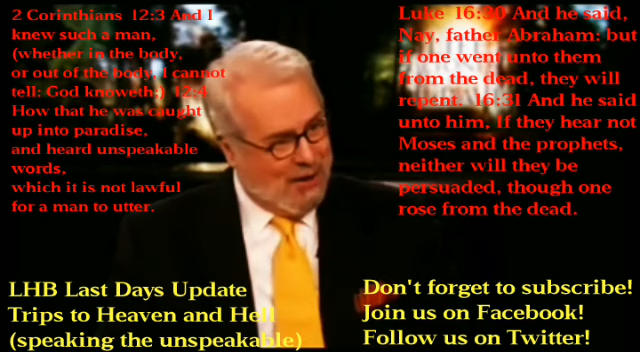 2 Corinthians 12:3 And I
knew such a man,
(whether in the body,
or out of the body, I cannot
tell: God knoweth;) 12:4
How that he was caught
up into paradise,
and heard unspeakable
words,
which it is not lawful
for a man to utter.
Luke 16:30 And he said,
Nay, father Abraham: but
if one went unto them
from the dead, they will
repent. 16:31 And he said
unto him, If they hear not
Moses and the prophets,
neither will they be
persuaded, though one
rose from the dead.
LHB Last Days Update
Trips to Heaven and Hell
(speaking the unspeakable)
Don't forget to subscribe!
Join us on Facebook!
Follow us on Twitter!